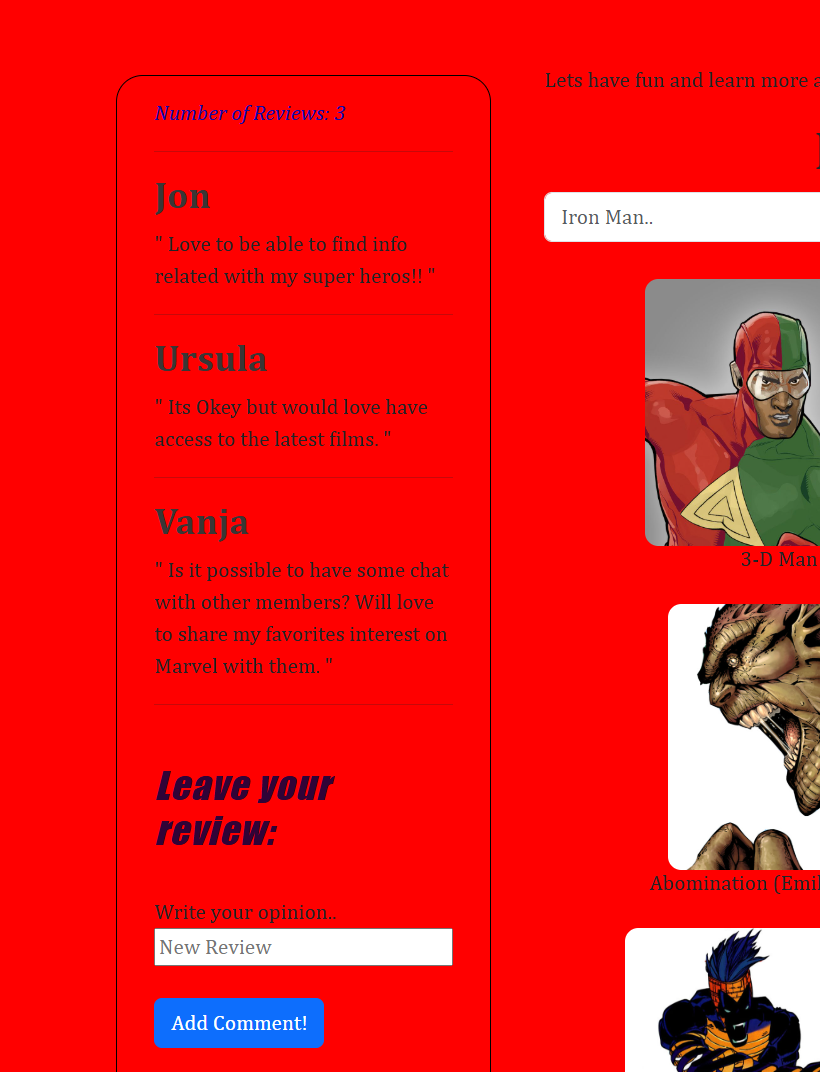 Number of Reviews: 3
Jon
" Love to be able to find info
related with my super heros!! "
Ursula
" Its Okey but would love have
access to the latest films. "
Vanja
" Is it possible to have some chat
with other members? Will love
to share my favorites interest on
Marvel with them. "
Leave your
review:
Write your opinion..
New Review
Add Comment!
Lets have fun and learn more
Iron Man..
3-D Man
Abomination (Emil